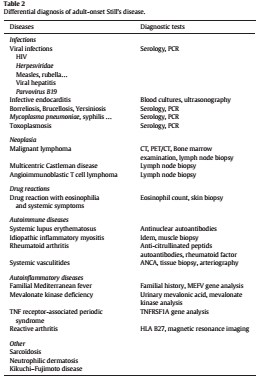 Table 2
Differential diagnosis of adult-onset Still's disease.
Diseases Diagnostic tests
Infections
Viral infections Serology, PCR
HIV
Herpesviridae
Measles, rubella…
Viral hepatitis
Parvovirus B19
Infective endocarditis Blood cultures, ultrasonography
Borreliosis, Brucellosis, Yersiniosis Serology, PCR
Mycoplasma pneumoniae, syphilis … Serology, PCR
Toxoplasmosis Serology, PCR
Neoplasia
Malignant lymphoma CT, PET/CT, Bone marrow
examination, lymph node biopsy
Multicentric Castleman disease Lymph node biopsy
Angioimmunoblastic T cell lymphoma Lymph node biopsy
Drug reactions
Drug reaction with eosinophilia Eosinophil count, skin biopsy
and systemic symptoms
Autoimmune diseases
Systemic lupus erythematosus Antinuclear autoantibodies
Idiopathic inflammatory myositis Idem, muscle biopsy
Rheumatoid arthritis Anti-citrullinated peptids
autoantibodies, rheumatoid factor
Systemic vasculitides ANCA, tissue biopsy, arteriography
Autoinflammatory diseases
Familial Mediterranean fever Familial history, MEFV gene analysis
Mevalonate kinase deficiency Urinary mevalonic acid, mevalonate
kinase analysis
TNF receptor-associated periodic TNFRSF1A gene analysis
syndrome
Reactive arthritis HLA B27, magnetic resonance imaging
Other
Sarcoidosis
Neutrophilic dermatosis
Kikuchi–Fujimoto disease